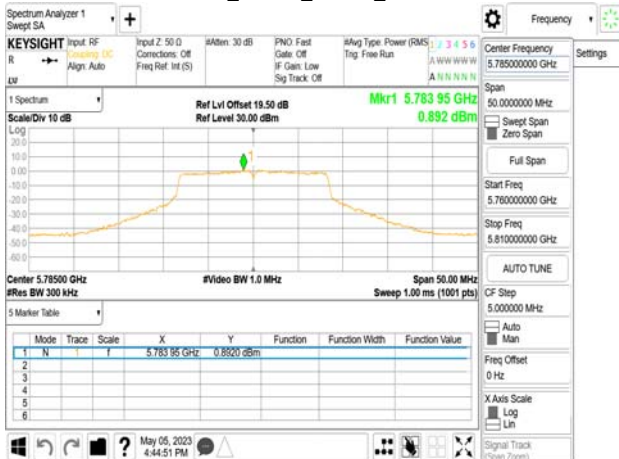 Spectrum Analyzer 1
Swept SA
+
Frequency
KEYSIGHT
R
Input: RF
Coupling: DC
Align: Auto
Input Z: 50 Ω
Corrections: Off
Freq Ref: Int (S)
#Atten: 30 dB
PNO: Fast
Gate: Off
IF Gain: Low
Sig Track: Off
#Avg Type: Power (RMS
Trig: Free Run
1 2 3 4 5 6
A W W W W W
A N N N N N
Center Frequency
5.785000000 GHz
Settings
Span
50.0000000 MHz
Swept Span
Zero Span
Full Span
Start Freq
5.760000000 GHz
Stop Freq
5.810000000 GHz
AUTO TUNE
CF Step
5.000000 MHz
Auto
Man
Freq Offset
0 Hz
X Axis Scale
Log
Lin
Signal Track
(Span Zoom)
1 Spectrum
Scale/Div 10 dB
Ref Lvl Offset 19.50 dB
Ref Level 30.00 dBm
Mkr1 5.783 95 GHz
0.892 dBm
Log
20.0
10.0
0.00
-10.0
-20.0
-30.0
-40.0
-50.0
-60.0
1
Center 5.78500 GHz
#Res BW 300 kHz
#Video BW 1.0 MHz
Span 50.00 MHz
Sweep 1.00 ms (1001 pts)
5 Marker Table
Mode Trace Scale X Y Function Function Width Function Value
1 N 1 f 5.783 95 GHz 0.8920 dBm
2
3
4
5
6
?
May 05, 2023
4:44:51 PM